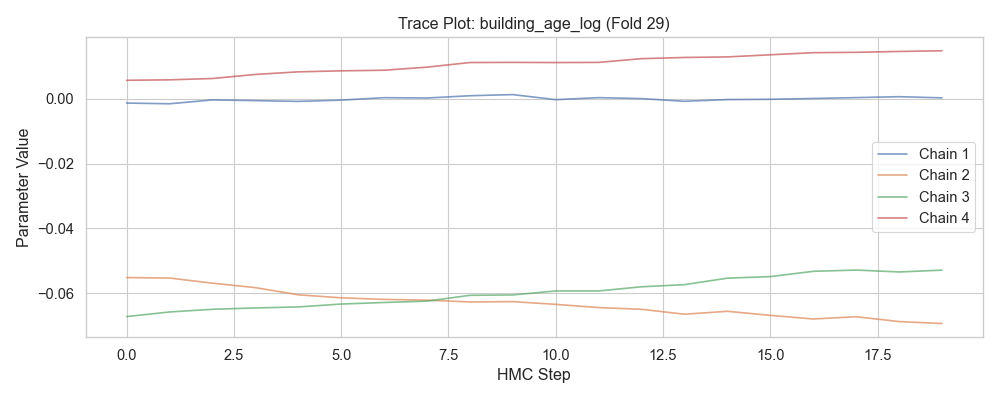 Trace Plot: building_age_log (Fold 29)
Parameter Value
0.00
−0.02
−0.04
−0.06
Chain 1
Chain 2
Chain 3
Chain 4
0.0 2.5 5.0 7.5 10.0 12.5 15.0 17.5
HMC Step